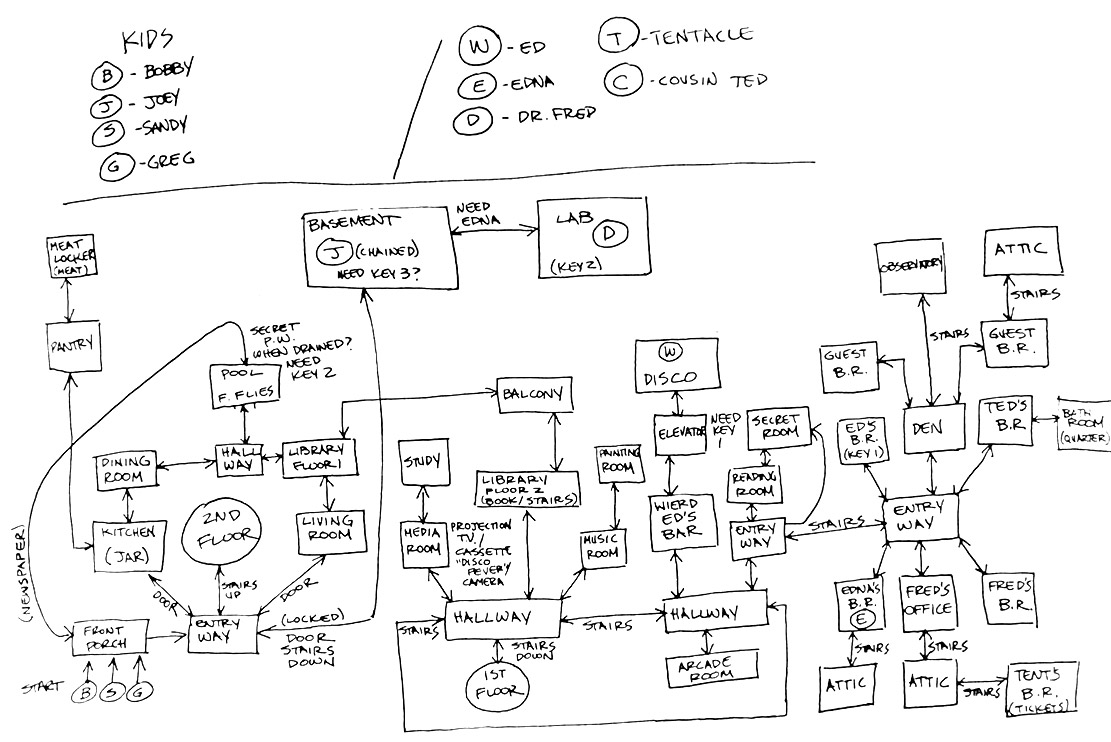 KIDS
B - BOBBY
J - JOEY
S - SANDY
G - GREG
W - ED
E - EDNA
D - DR. FRED
T - TENTACLE
C - COUSIN TED
MEAT
LOCKER
(MEAT)
PANTRY
BASEMENT
J (CHAINED)
NEED KEY 3?
NEED
EDNA
LAB
D
(KEY 2)
SECRET
P.W.
WHEN DRAINED?
NEED
KEY 2
POOL
F. FLIES
HALL
WAY
LIBRARY
FLOOR 1
DINING
ROOM
KITCHEN
(JAR)
2ND
FLOOR
LIVING
ROOM
STAIRS
UP
DOOR
DOOR
(NEWSPAPER)
FRONT
PORCH
ENTRY
WAY
(LOCKED)
DOOR
STAIRS
DOWN
START
B
S
G
BALCONY
STUDY
LIBRARY
FLOOR 2
(BOOK/STAIRS)
MEDIA
ROOM
PROJECTION
TV/
CASSETTE
"DISCO
FEVER"/
CAMERA
PAINTING
ROOM
MUSIC
ROOM
STAIRS
HALLWAY
STAIRS
STAIRS
DOWN
1ST
FLOOR
W
DISCO
ELEVATOR
NEED
KEY
1
WIERD
ED'S
BAR
SECRET
ROOM
READING
ROOM
ENTRY
WAY
HALLWAY
ARCADE
ROOM
STAIRS
OBSERVITORY
ATTIC
STAIRS
STAIRS
GUEST
B.R.
GUEST
B.R.
DEN
ED'S
B.R.
(KEY 1)
TED'S
B.R
BATH
ROOM
(QUARTER)
ENTRY
WAY
EDNA'S
B.R.
E
FRED'S
OFFICE
FRED'S
B.R.
STAIRS
STAIRS
ATTIC
ATTIC
STAIRS
TENT'S
B.R.
(TICKETS)